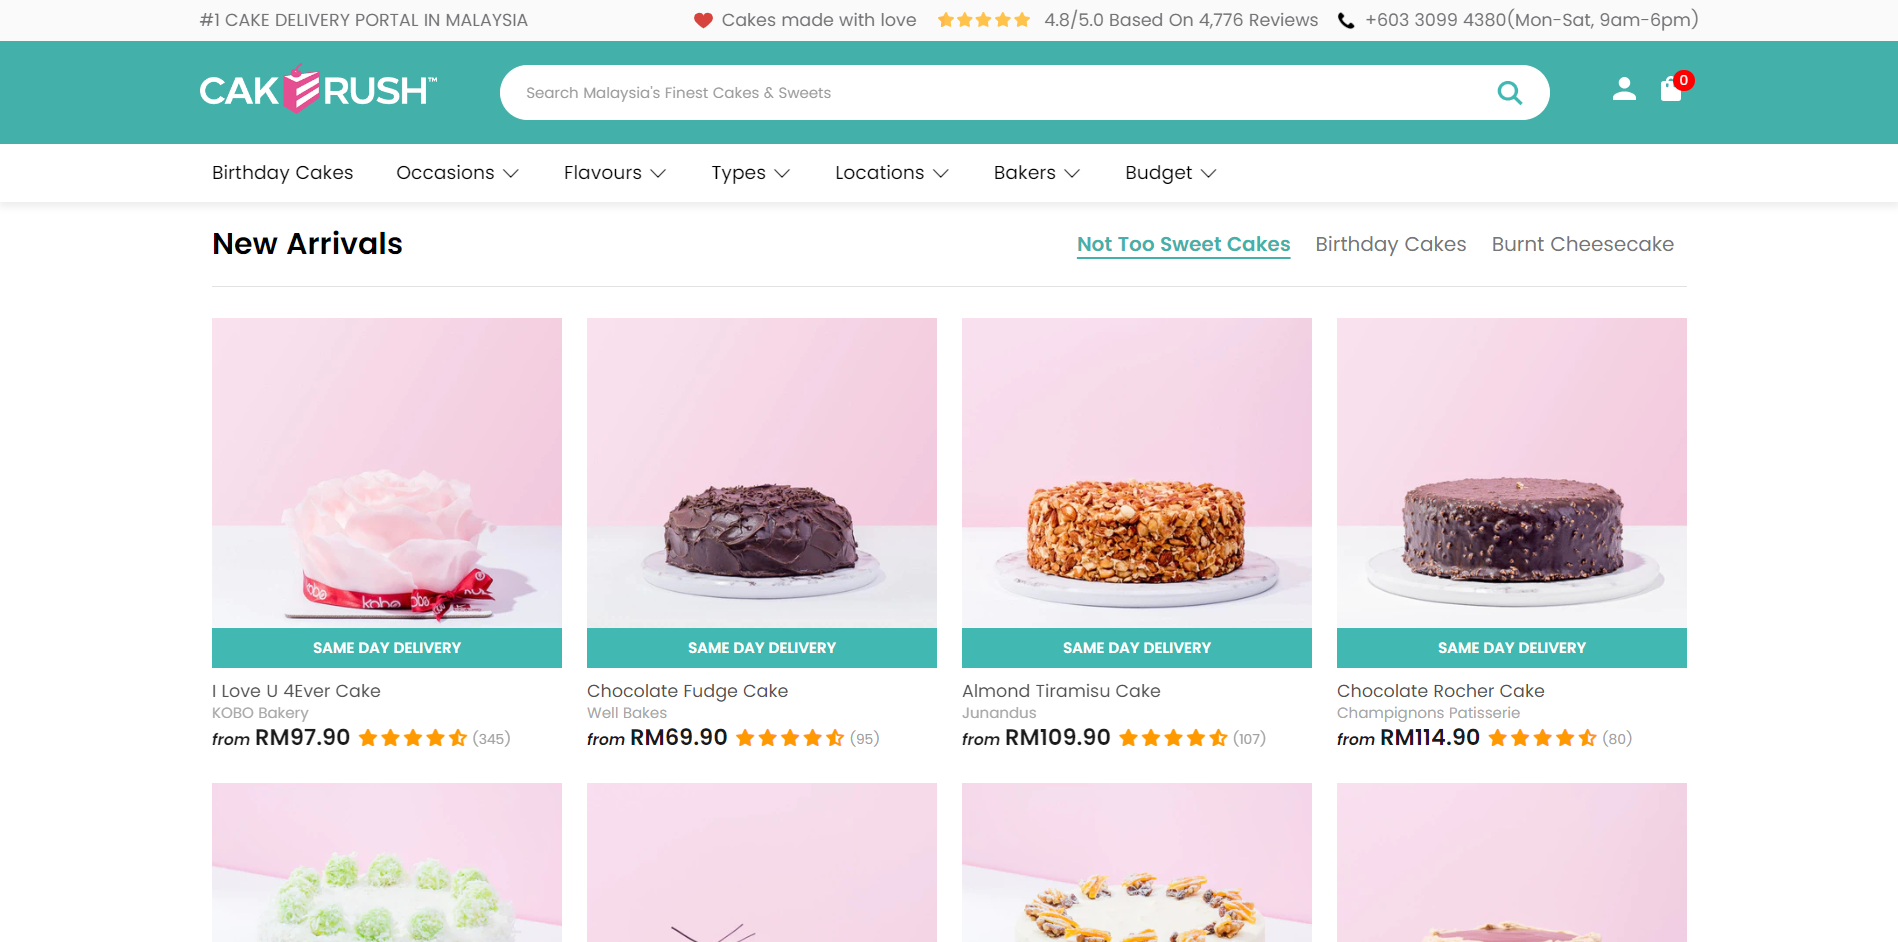 #1 CAKE DELIVERY PORTAL IN MALAYSIA
Cakes made with love
4.8/5.0 Based On 4,776 Reviews
+603 3099 4380(Mon-Sat, 9am-6pm)
CAKERUSH™
Search Malaysia's Finest Cakes & Sweets
0
Birthday Cakes
Occasions
Flavours
Types
Locations
Bakers
Budget
New Arrivals
Not Too Sweet Cakes
Birthday Cakes
Burnt Cheesecake
kobo kobo
SAME DAY DELIVERY
SAME DAY DELIVERY
SAME DAY DELIVERY
SAME DAY DELIVERY
I Love U 4Ever Cake
KOBO Bakery
from RM97.90 (345)
Chocolate Fudge Cake
Well Bakes
from RM69.90 (95)
Almond Tiramisu Cake
Junandus
from RM109.90 (107)
Chocolate Rocher Cake
Champignons Patisserie
from RM114.90 (80)